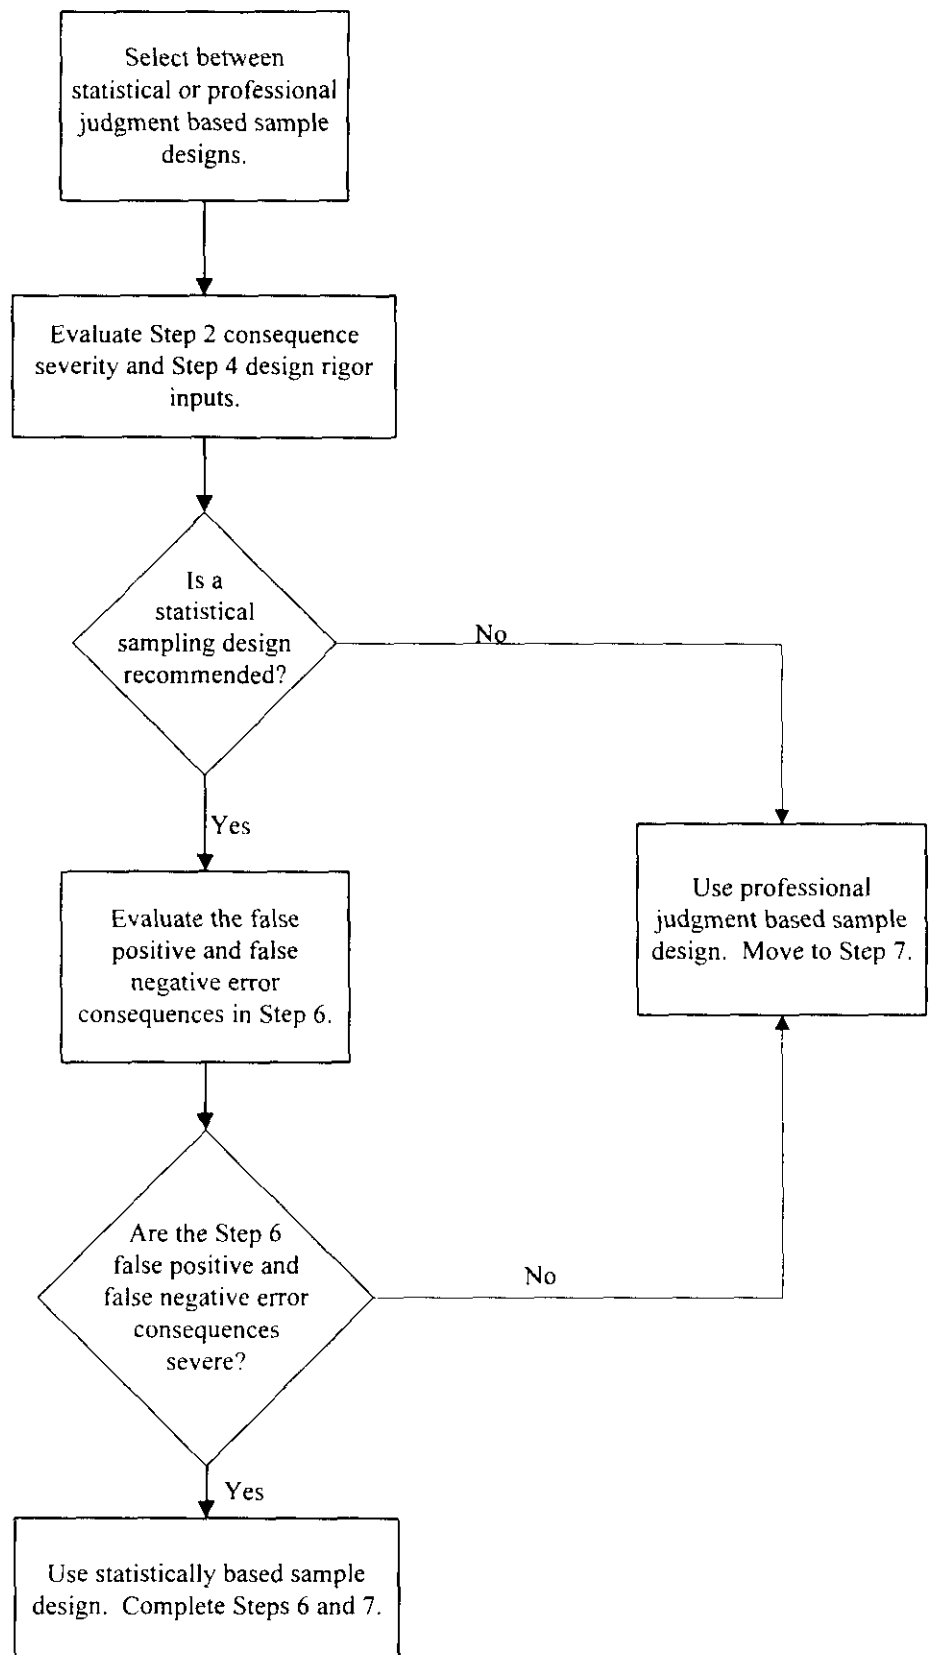 Select between
statistical or professional
judgment based sample
designs.
Evaluate Step 2 consequence
severity and Step 4 design rigor
inputs.
Is a
statistical
sampling design
recommended?
No
Yes
Evaluate the false
positive and false
negative error
consequences in Step 6.
Use professional
judgment based sample
design. Move to Step 7.
Are the Step 6
false positive and
false negative error
consequences
severe?
No
Yes
Use statistically based sample
design. Complete Steps 6 and 7.